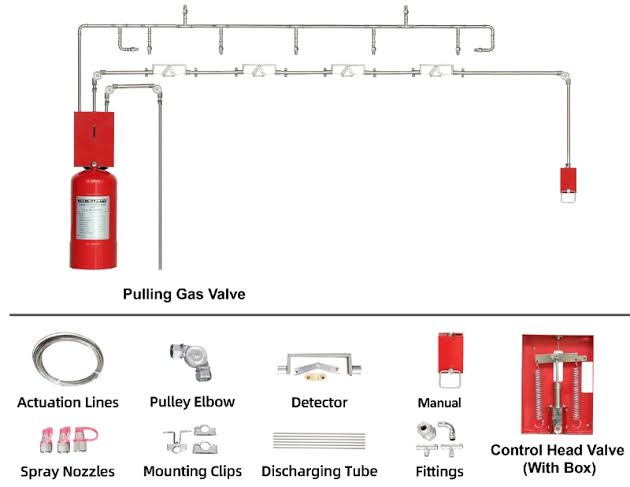 Pulling Gas Valve
Actuation Lines
Pulley Elbow
Detector
Manual
Control Head Valve
(With Box)
Spray Nozzles
Mounting Clips
Discharging Tube
Fittings